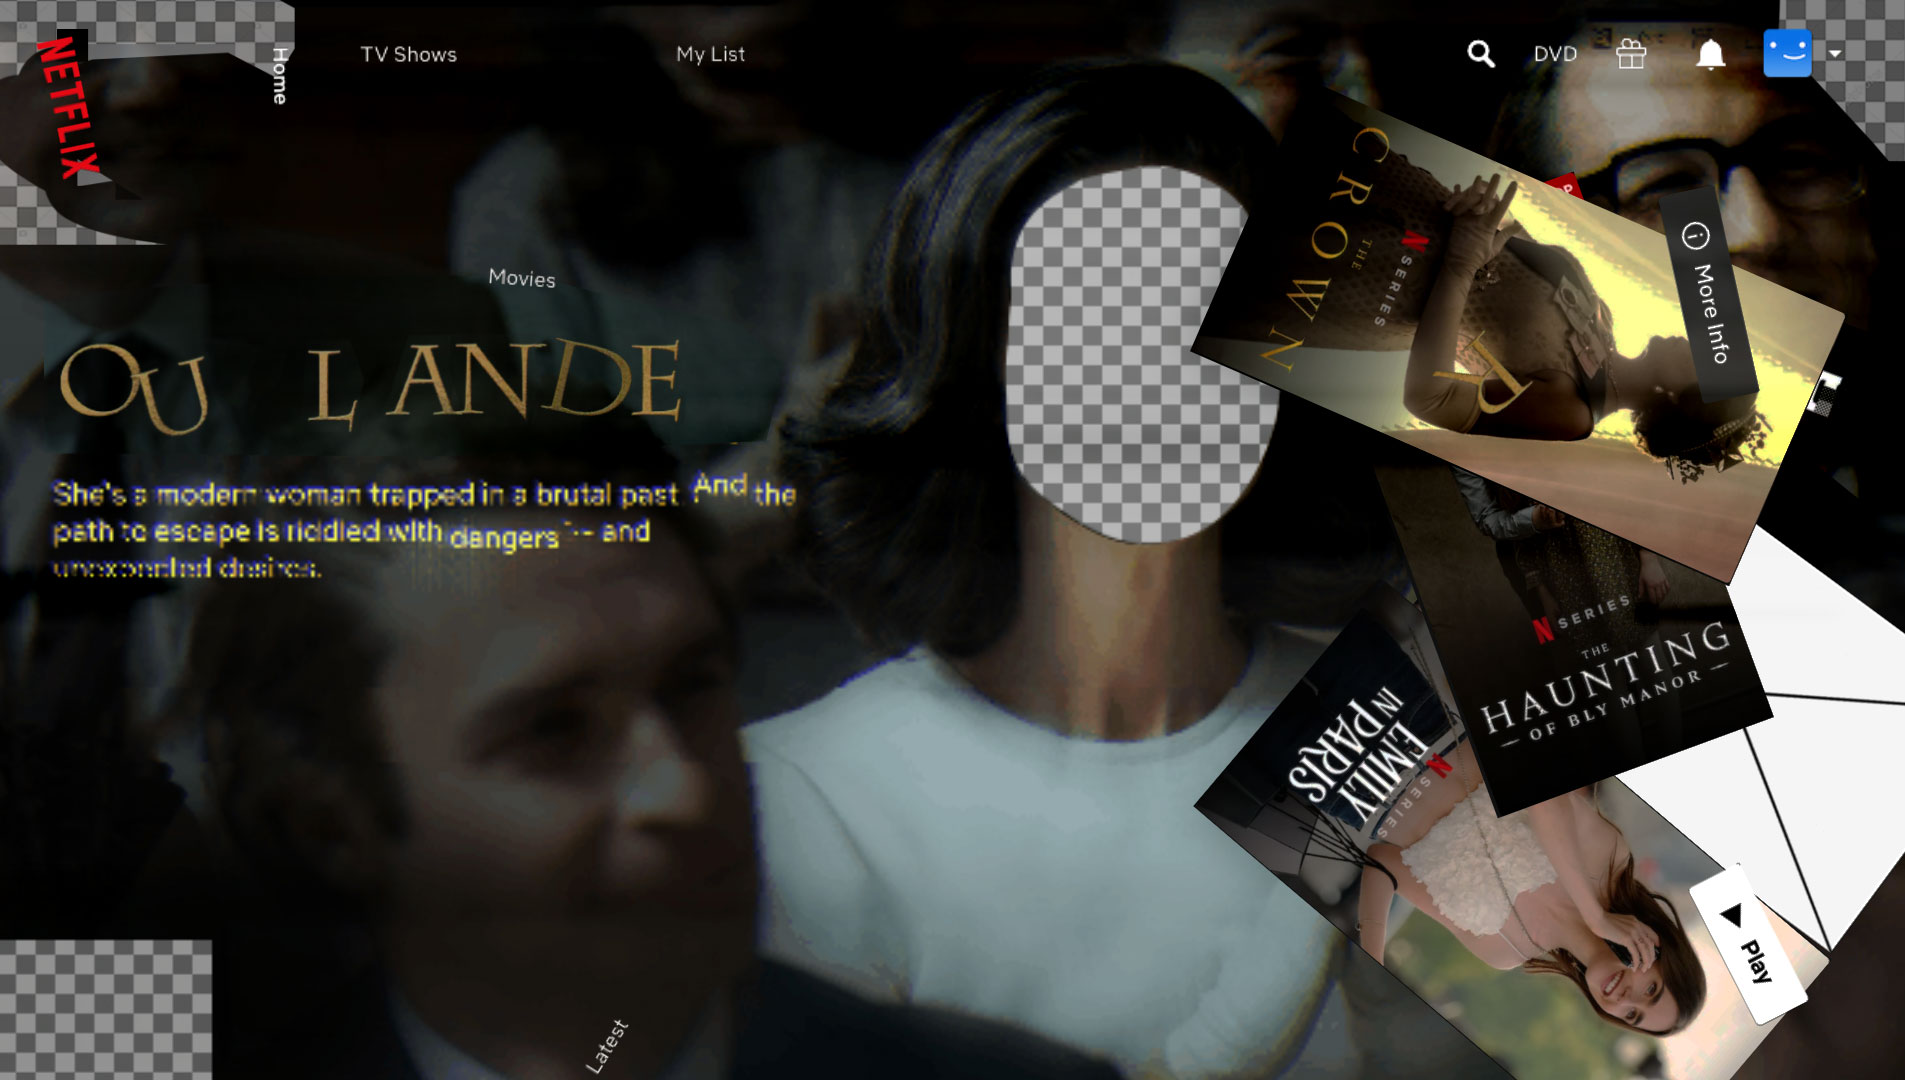 NETFLIX
Home
TV Shows
My List
DVD
Movies
OU LANDE
R
She's a modern woman trapped in a brutal past. And the
path to escape is riddled with dangers -- and
unexpected desires.
Latest
THE
CROWN
N SERIES
More Info
N SERIES
THE
HAUNTING
OF BLY MANOR
EMILY
IN PARIS
N SERIES
Play